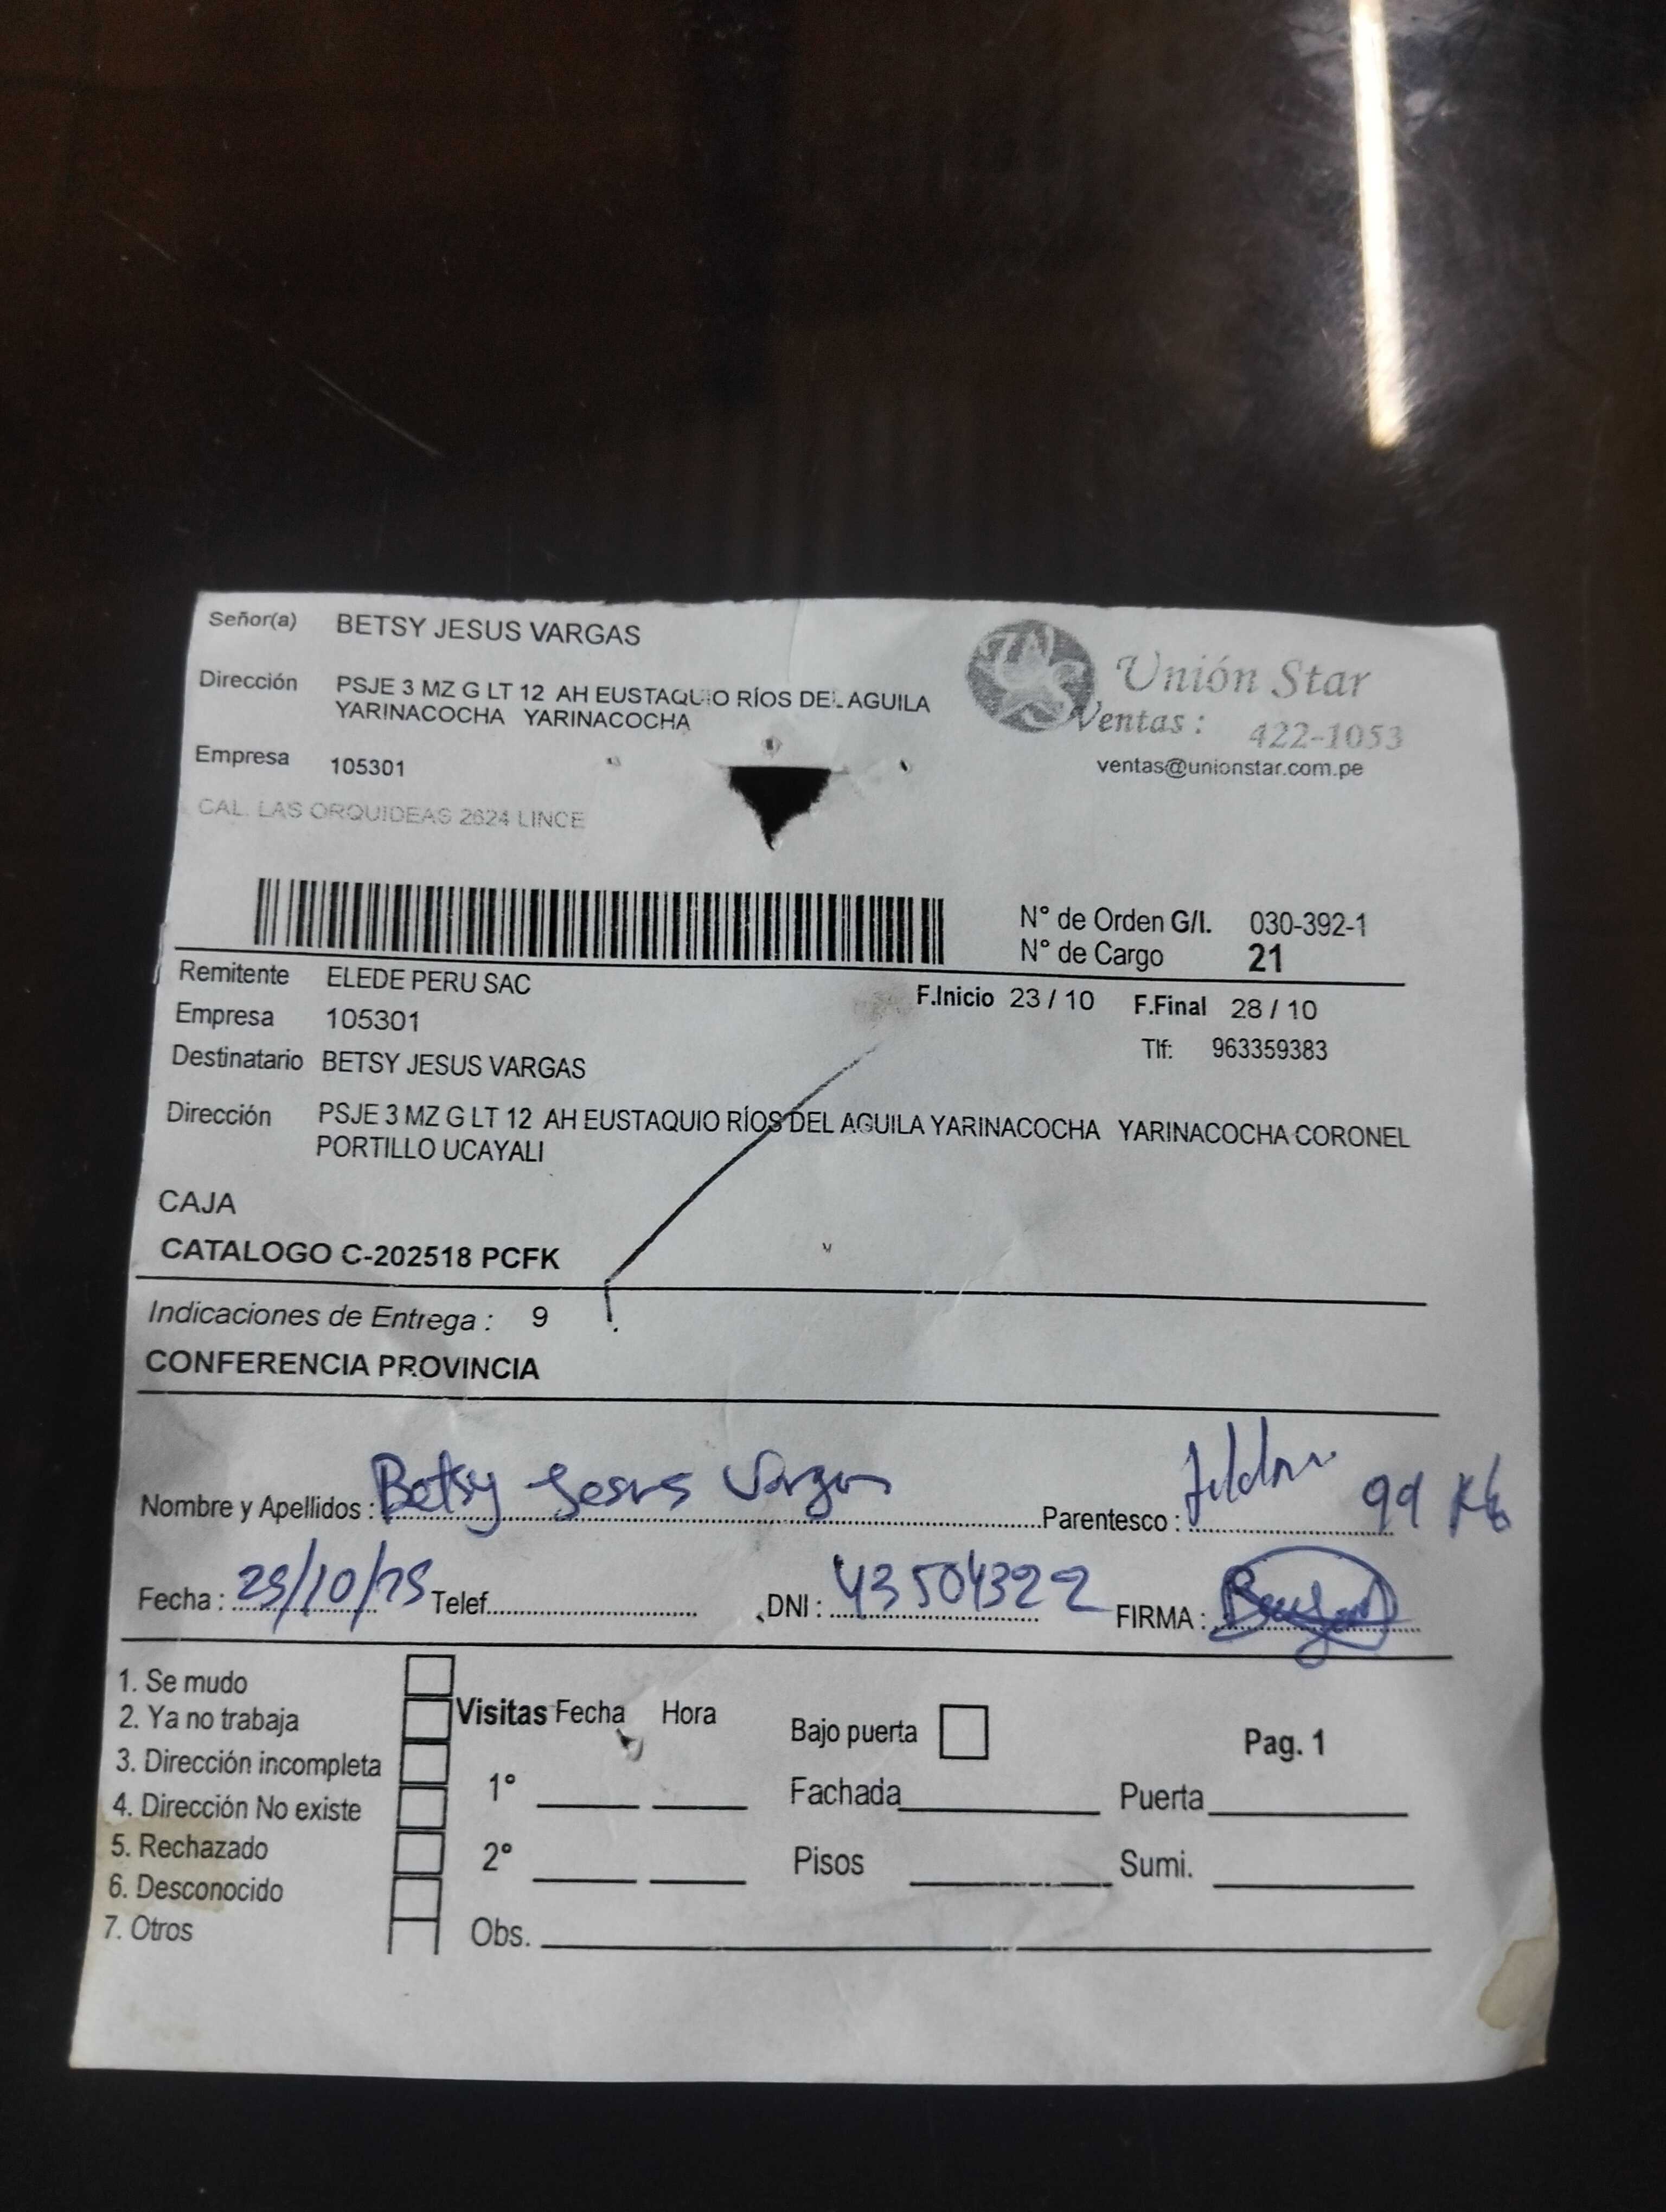 Señor(a) BETSY JESUS VARGAS
Dirección PSJE 3 MZ G LT 12 AH EUSTAQUIO RÍOS DEL AGUILA
YARINACOCHA YARINACOCHA
Empresa 105301
CAL. LAS ORQUIDEAS 2624 LINCE
Unión Star
Ventas : 422-1053
ventas@unionstar.com.pe
N° de Orden G/I. 030-392-1
N° de Cargo 21
Remitente ELEDE PERU SAC
F.Inicio 23 / 10 F.Final 28 / 10
Empresa 105301
Tlf: 963359383
Destinatario BETSY JESUS VARGAS
Dirección PSJE 3 MZ G LT 12 AH EUSTAQUIO RÍOS DEL AGUILA YARINACOCHA YARINACOCHA CORONEL
PORTILLO UCAYALI
CAJA
CATALOGO C-202518 PCFK
Indicaciones de Entrega : 9
CONFERENCIA PROVINCIA
Nombre y Apellidos : Betsy Jesus Vargas Parentesco : 99 K
Fecha : 25/10/25 Telef. DNI : 43504322 FIRMA :
1. Se mudo
2. Ya no trabaja
3. Dirección incompleta
4. Dirección No existe
5. Rechazado
6. Desconocido
7. Otros
Visitas Fecha Hora
1°
2°
Obs.
Bajo puerta
Pag. 1
Fachada Puerta
Pisos Sumi.